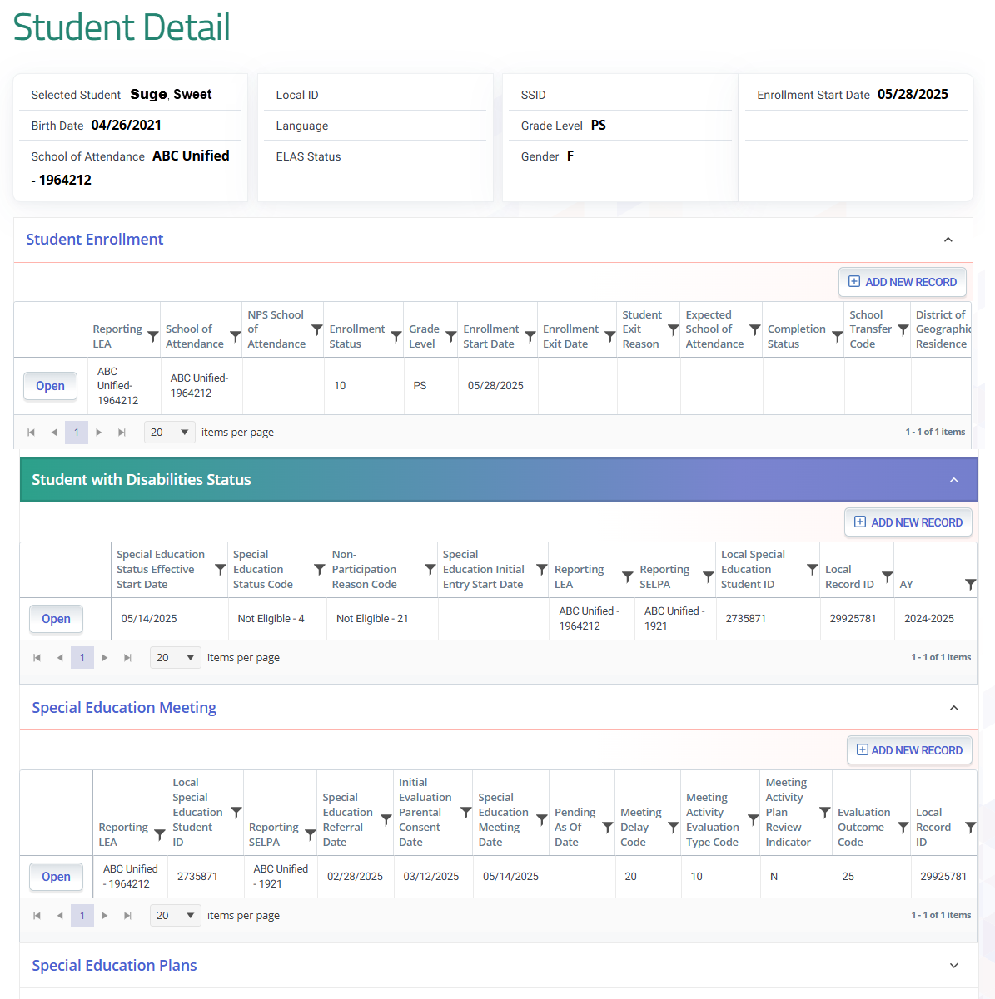 Student Detail
Selected Student Suge, Sweet
Birth Date 04/26/2021
School of Attendance ABC Unified
- 1964212
Local ID
Language
ELAS Status
SSID
Grade Level PS
Gender F
Enrollment Start Date 05/28/2025
Student Enrollment
ADD NEW RECORD
Reporting LEA
School of Attendance
NPS School of Attendance
Enrollment Status
Grade Level
Enrollment Start Date
Enrollment Exit Date
Student Exit Reason
Expected School of Attendance
Completion Status
School Transfer Code
District of Geographic Residence
Open
ABC Unified- 1964212
ABC Unified- 1964212
10
PS
05/28/2025
1
20
items per page
1 - 1 of 1 items
Student with Disabilities Status
ADD NEW RECORD
Special Education Status Effective Start Date
Special Education Status Code
Non-Participation Reason Code
Special Education Initial Entry Start Date
Reporting LEA
Reporting SELPA
Local Special Education Student ID
Local Record ID
AY
Open
05/14/2025
Not Eligible - 4
Not Eligible - 21
ABC Unified - 1964212
ABC Unified - 1921
2735871
29925781
2024-2025
1
20
items per page
1 - 1 of 1 items
Special Education Meeting
ADD NEW RECORD
Reporting LEA
Local Special Education Student ID
Reporting SELPA
Special Education Referral Date
Initial Evaluation Parental Consent Date
Special Education Meeting Date
Pending As Of Date
Meeting Delay Code
Meeting Activity Evaluation Type Code
Meeting Activity Plan Review Indicator
Evaluation Outcome Code
Local Record ID
Open
ABC Unified - 1964212
2735871
ABC Unified - 1921
02/28/2025
03/12/2025
05/14/2025
20
10
N
25
29925781
1
20
items per page
1 - 1 of 1 items
Special Education Plans